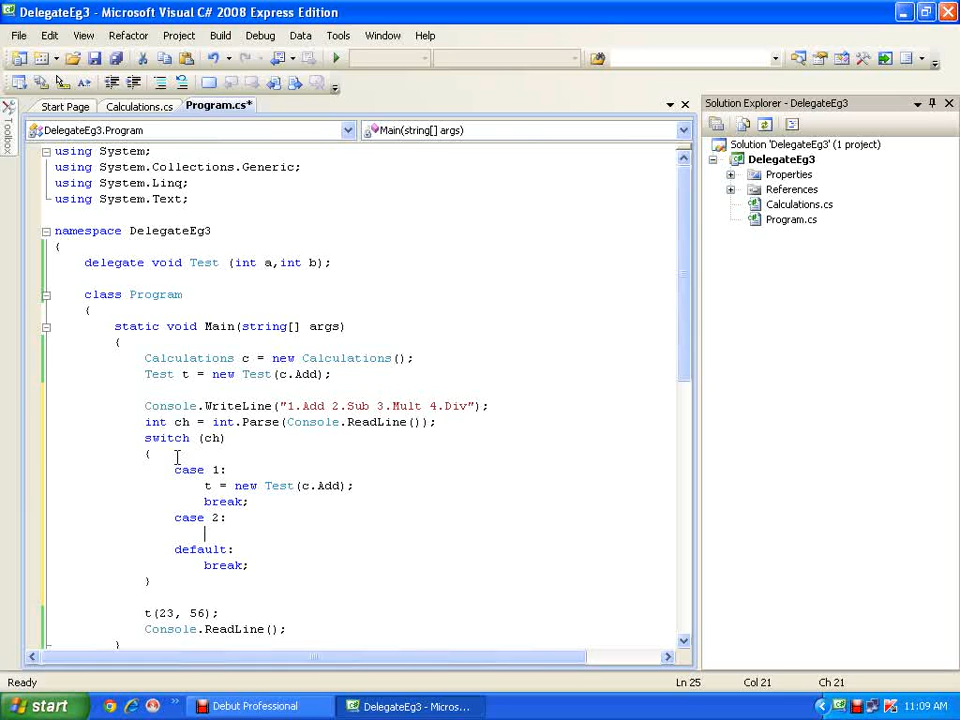 DelegateEg3 - Microsoft Visual C# 2008 Express Edition
File Edit View Refactor Project Build Debug Data Tools Window Help
Start Page Calculations.cs Program.cs*
Solution Explorer - DelegateEg3
Toolbox
DelegateEg3.Program Main(string[] args)
Solution 'DelegateEg3' (1 project)
DelegateEg3
Properties
References
Calculations.cs
Program.cs
using System;
using System.Collections.Generic;
using System.Linq;
using System.Text;
namespace DelegateEg3
{
delegate void Test (int a,int b);
class Program
{
static void Main(string[] args)
{
Calculations c = new Calculations();
Test t = new Test(c.Add);
Console.WriteLine("1.Add 2.Sub 3.Mult 4.Div");
int ch = int.Parse(Console.ReadLine());
switch (ch)
{
case 1:
t = new Test(c.Add);
break;
case 2:
default:
break;
}
t(23, 56);
Console.ReadLine();
}
Ready Ln 25 Col 21 Ch 21
start Debut Professional DelegateEg3 - Micros... 11:09 AM